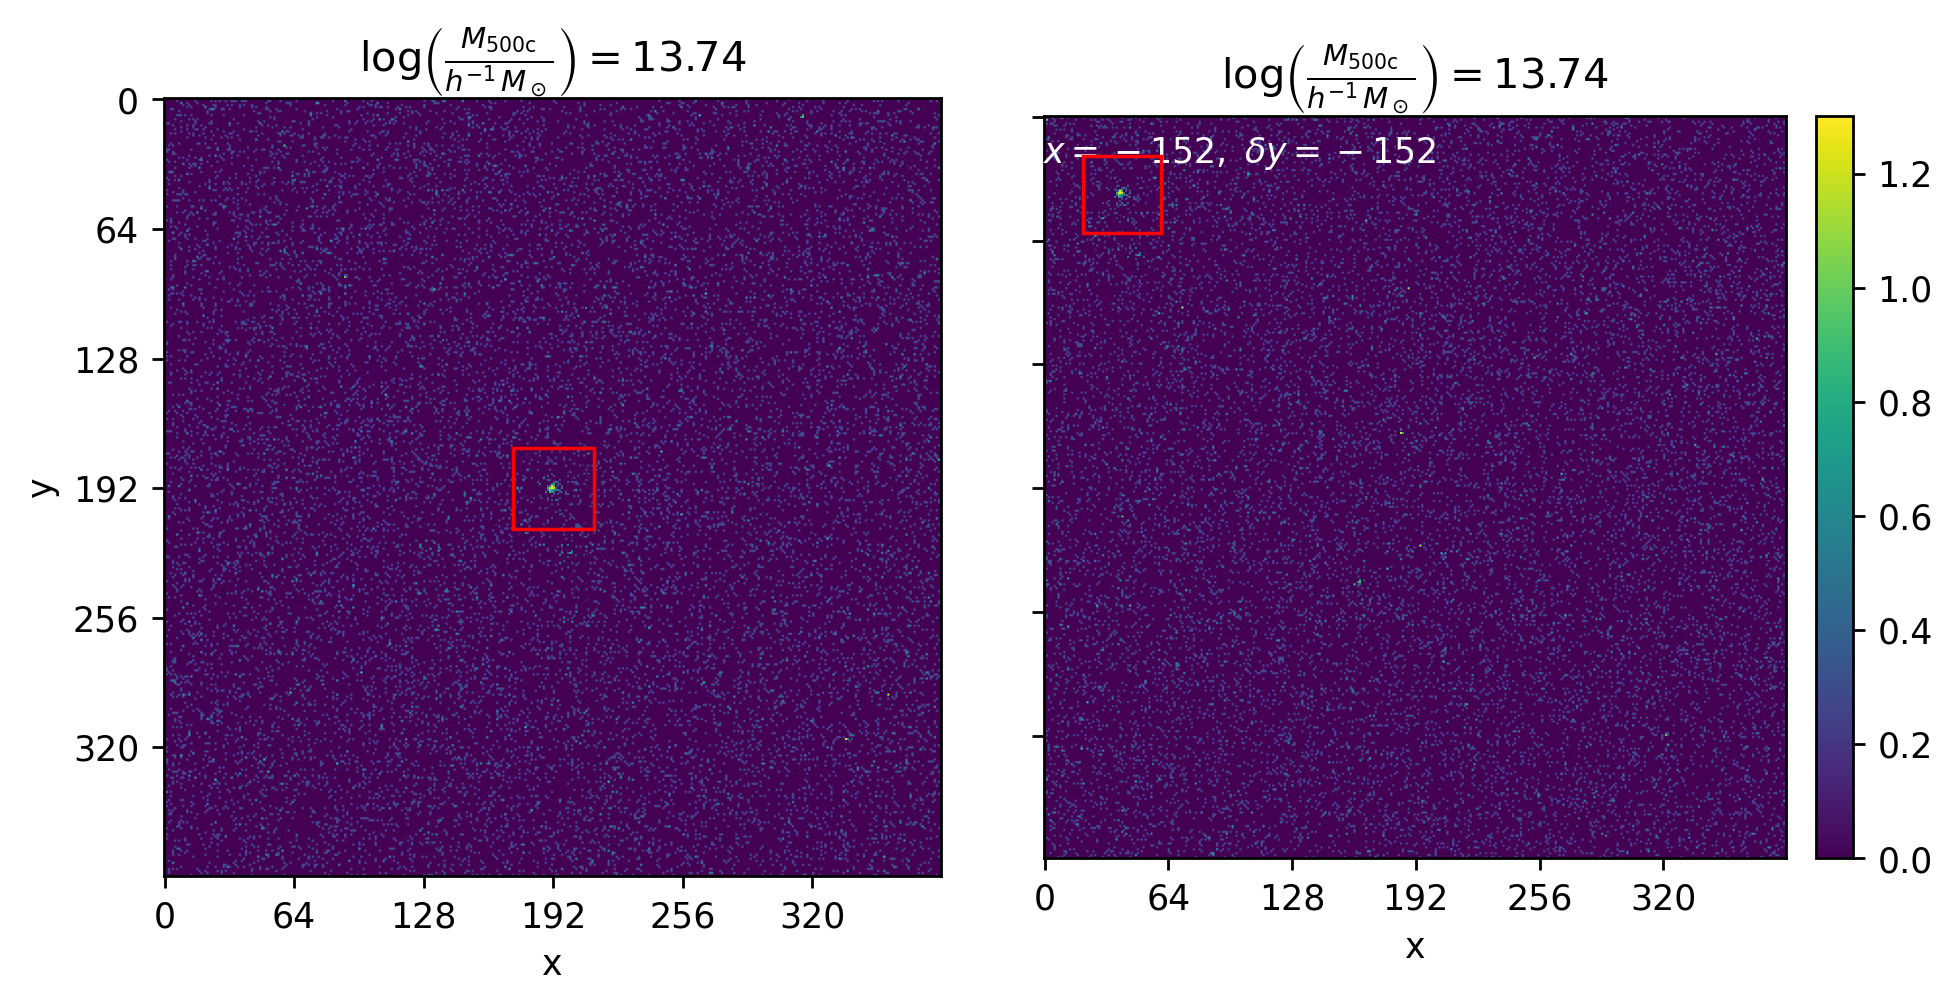 log(M500c/h−1 M⊙) = 13.74
0
64
128
192
256
320
y
0 64 128 192 256 320
x
log(M500c/h−1 M⊙) = 13.74
x = −152, δy = −152
0 64 128 192 256 320
x
1.2
1.0
0.8
0.6
0.4
0.2
0.0